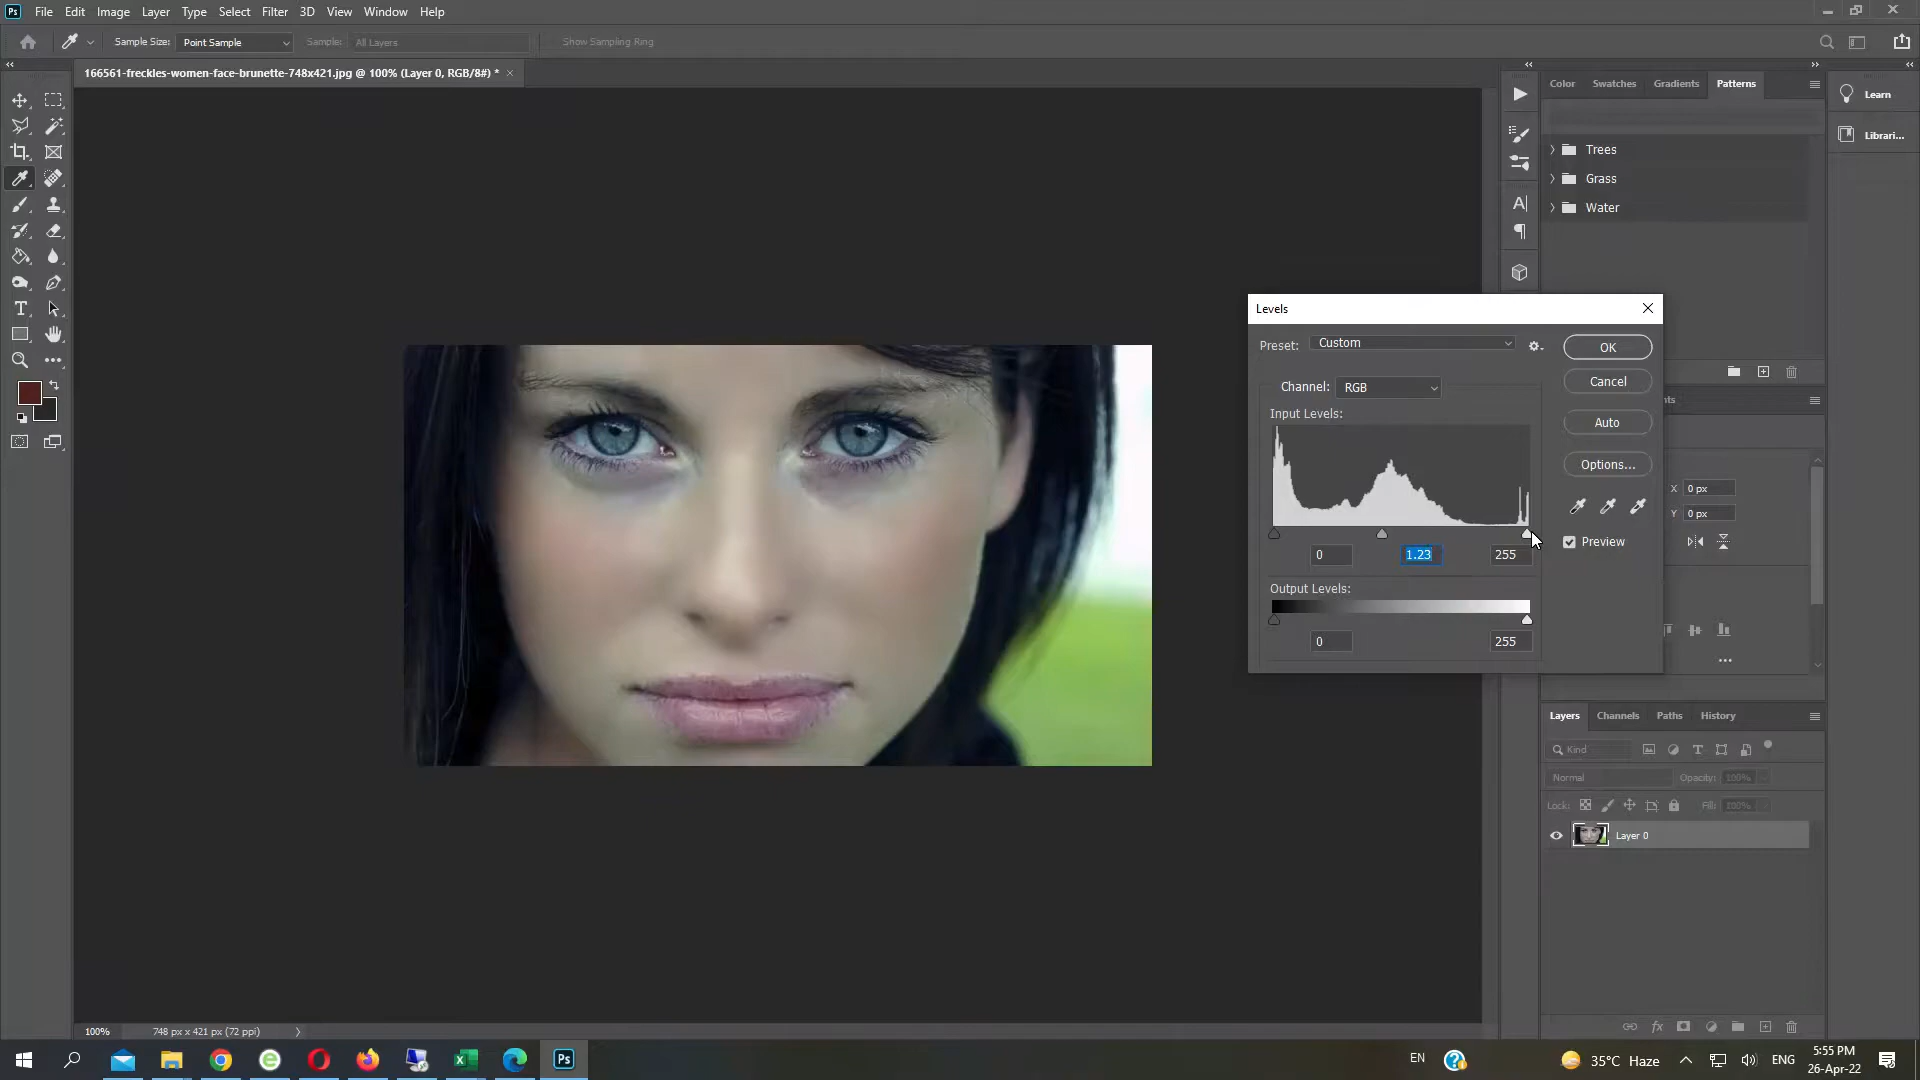 Ps File Edit Image Layer Type Select Filter 3D View Window Help
Sample Size: Point Sample Sample: All Layers Show Sampling Ring
166561-freckles-women-face-brunette-748x421.jpg @ 100% (Layer 0, RGB/8#) * ×
Color Swatches Gradients Patterns
Learn
Librari...
Trees
Grass
Water
Levels
Preset: Custom
OK
Channel: RGB
Cancel
Input Levels:
Auto
Options...
Preview
0 1.23 255
Output Levels:
0 255
X 0 px
Y 0 px
Layers Channels Paths History
Kind
Normal Opacity: 100%
Lock: Fill: 100%
Layer 0
fx
100% 748 px x 421 px (72 ppi)
EN
35°C Haze
ENG
5:55 PM
26-Apr-22